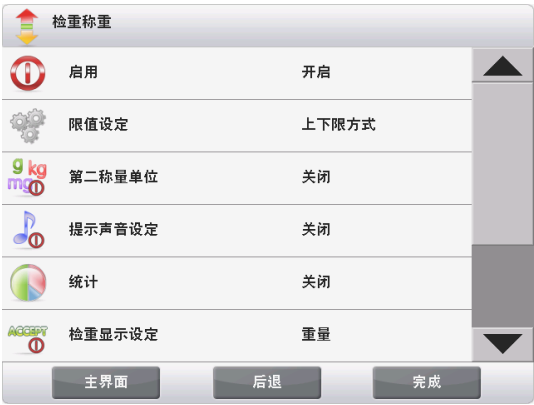 检重称重
启用 开启
限值设定 上下限方式
g kg mg 第二称量单位 关闭
提示声音设定 关闭
统计 关闭
ACCEPT 检重显示设定 重量
主界面 后退 完成